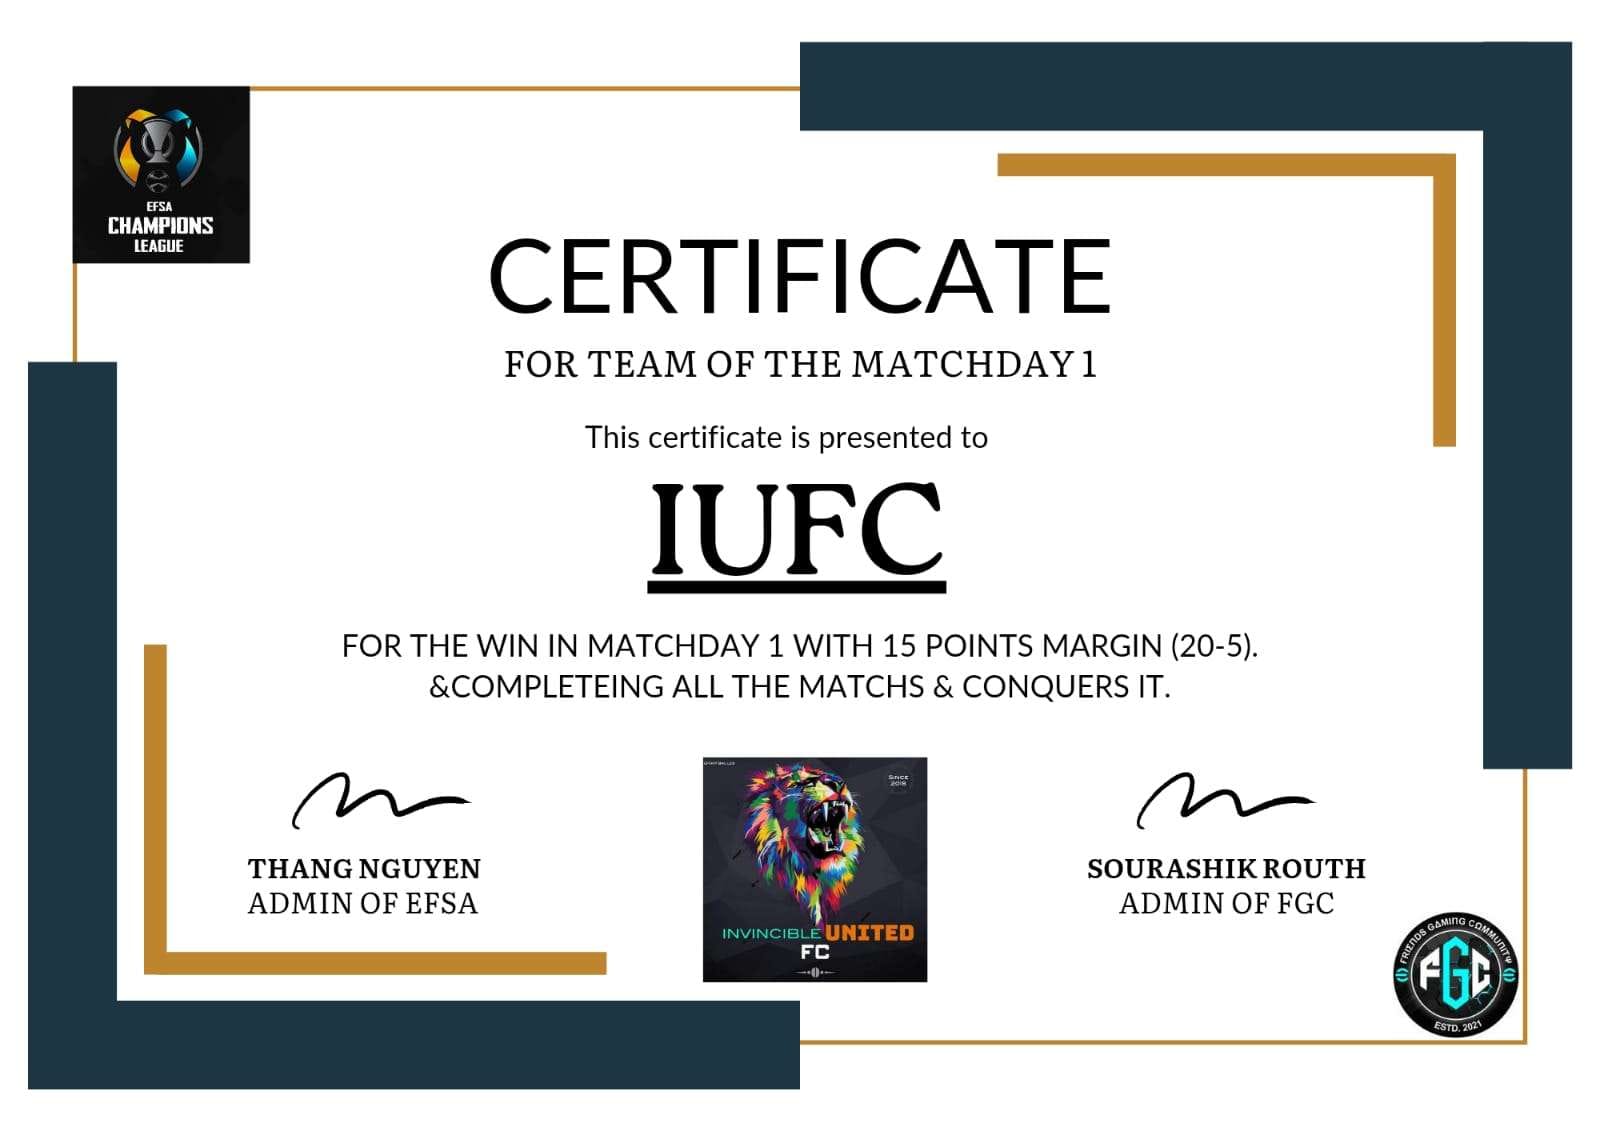 EFSA
CHAMPIONS
LEAGUE
CERTIFICATE
FOR TEAM OF THE MATCHDAY 1
This certificate is presented to
IUFC
FOR THE WIN IN MATCHDAY 1 WITH 15 POINTS MARGIN (20-5).
&COMPLETEING ALL THE MATCHS & CONQUERS IT.
THANG NGUYEN
ADMIN OF EFSA
SINCE
2018
INVINCIBLE UNITED
FC
SOURASHIK ROUTH
ADMIN OF FGC
FRIENDS GAMING COMMUNITY
FGC
ESTD. 2021